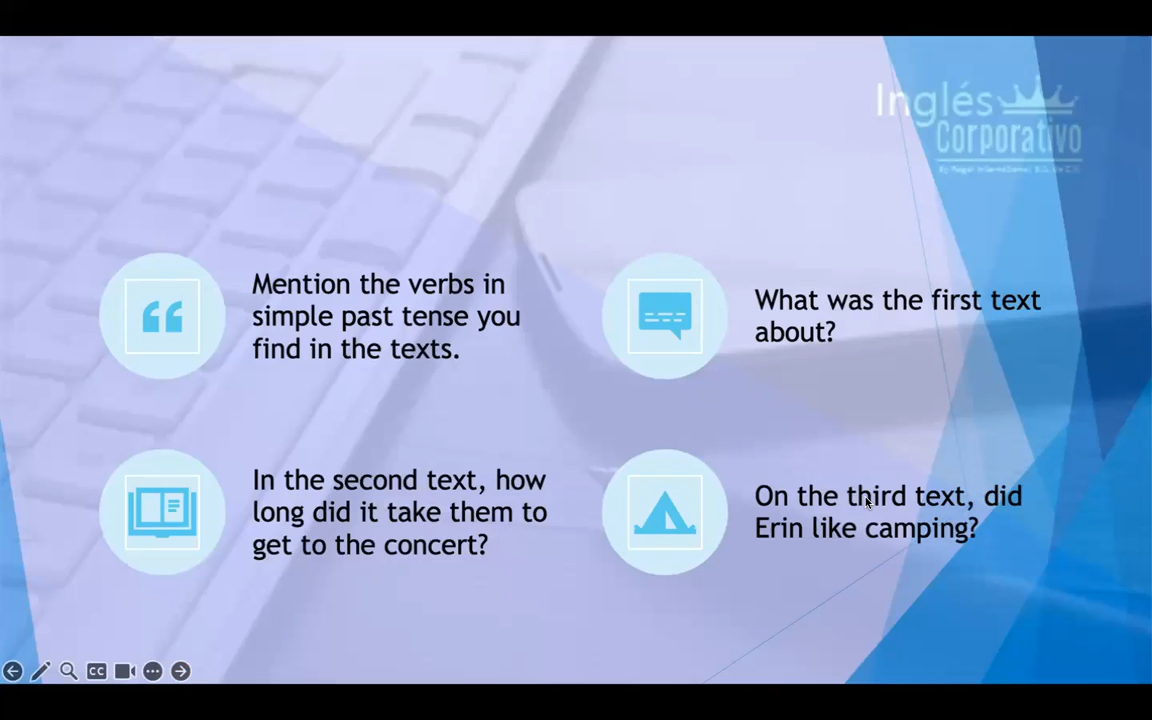 Inglés
Corporativo
Mention the verbs in
simple past tense you
find in the texts.
What was the first text
about?
In the second text, how
long did it take them to
get to the concert?
On the third text, did
Erin like camping?
CC